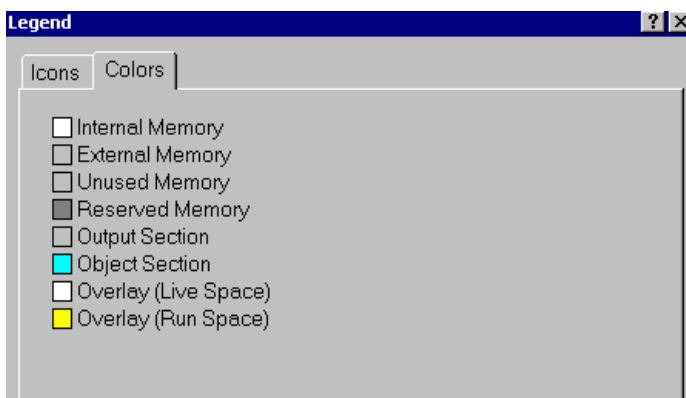 Legend
Icons Colors
Internal Memory
External Memory
Unused Memory
Reserved Memory
Output Section
Object Section
Overlay (Live Space)
Overlay (Run Space)